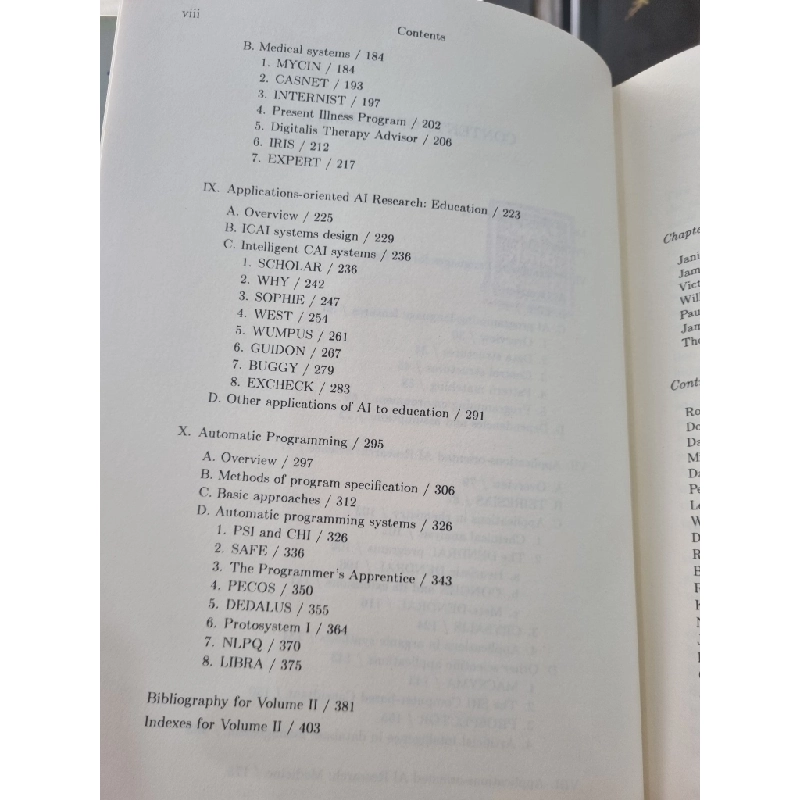 viii
Contents
B. Medical systems / 184
1. MYCIN / 184
2. CASNET / 193
3. INTERNIST / 197
4. Present Illness Program / 202
5. Digitalis Therapy Advisor / 206
6. IRIS / 212
7. EXPERT / 217
IX. Applications-oriented AI Research: Education / 223
A. Overview / 225
B. ICAI systems design / 229
C. Intelligent CAI systems / 236
1. SCHOLAR / 236
2. WHY / 242
3. SOPHIE / 247
4. WEST / 254
5. WUMPUS / 261
6. GUIDON / 267
7. BUGGY / 279
8. EXCHECK / 283
D. Other applications of AI to education / 291
X. Automatic Programming / 295
A. Overview / 297
B. Methods of program specification / 306
C. Basic approaches / 312
D. Automatic programming systems / 326
1. PSI and CHI / 326
2. SAFE / 336
3. The Programmer's Apprentice / 343
4. PECOS / 350
5. DEDALUS / 355
6. Protosystem I / 364
7. NLPQ / 370
8. LIBRA / 375
Bibliography for Volume II / 381
Indexes for Volume II / 403